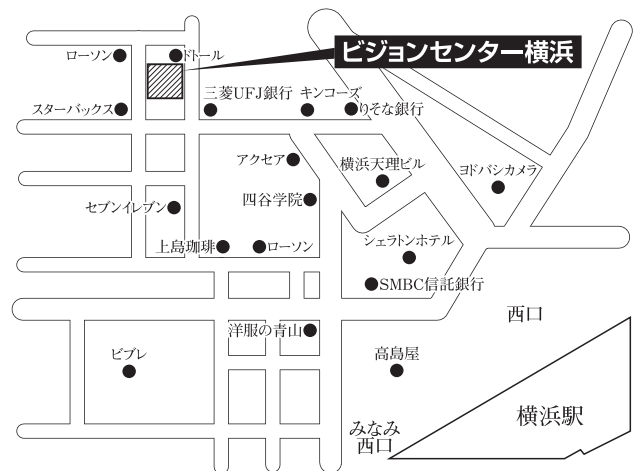 ビジョンセンター横浜
ローソン
ドトール
スターバックス
三菱UFJ銀行
キンコーズ
りそな銀行
アクセア
横浜天理ビル
ヨドバシカメラ
四谷学院
セブンイレブン
上島珈琲
ローソン
シェラトンホテル
SMBC信託銀行
西口
洋服の青山
ビブレ
高島屋
横浜駅
みなみ
西口